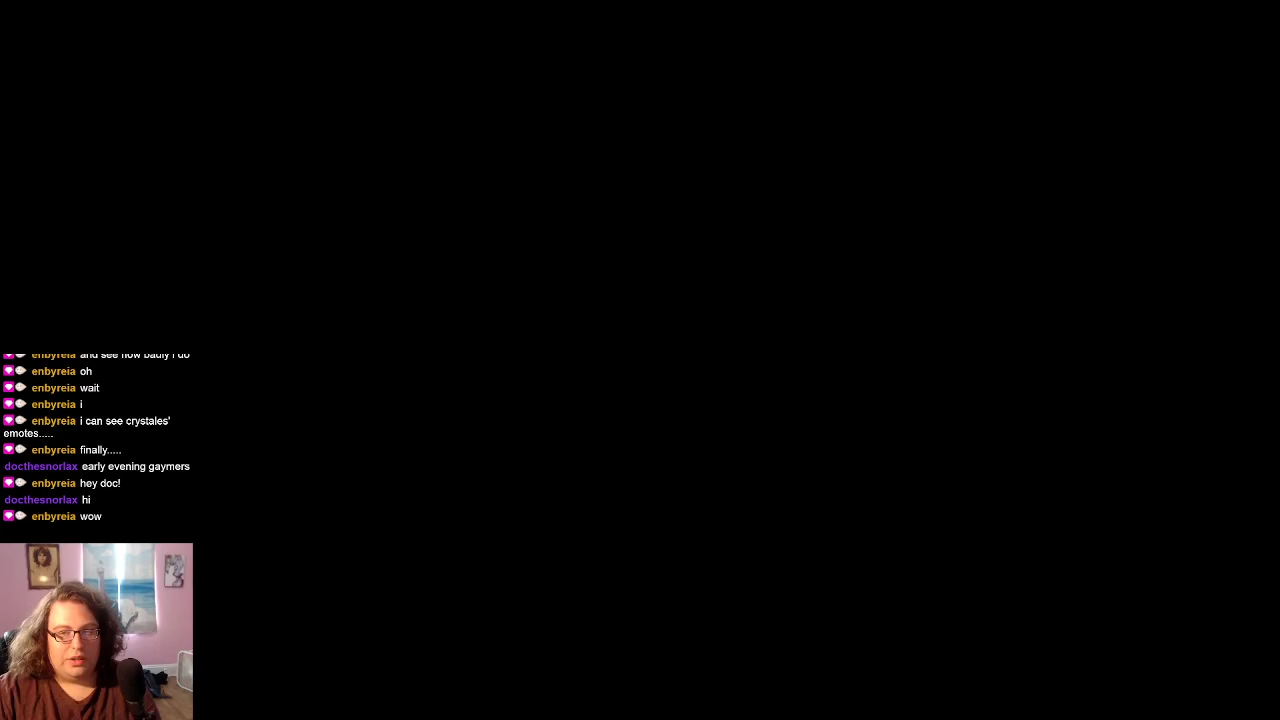 enbyreia and see how badly i do
enbyreia oh
enbyreia wait
enbyreia i
enbyreia i can see crystales'
emotes.....
enbyreia finally.....
docthesnorlax early evening gaymers
enbyreia hey doc!
docthesnorlax hi
enbyreia wow